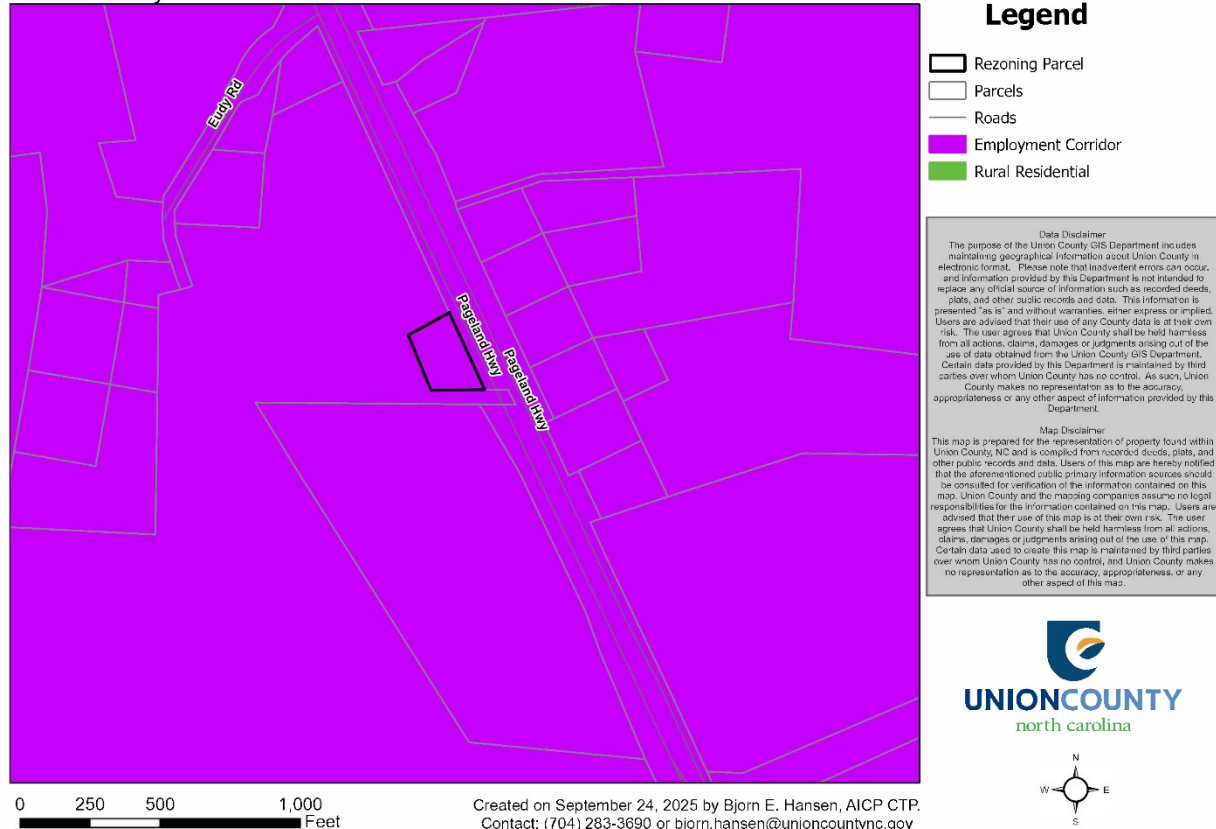 Legend
Rezoning Parcel
Parcels
Roads
Employment Corridor
Rural Residential
Eudy Rd
Pageland Hwy
Pageland Hwy
Data Disclaimer
The purpose of the Union County GIS Department includes
maintaining geographical information about Union County in
electronic format. Please note that inadvertent errors can occur,
and information provided by this Department is not intended to
replace any official source of information such as recorded deeds,
plats, and other public records and data. This information is
presented "as is" and without warranties, either express or implied.
Users are advised that their use of any County data is at their own
risk. The user agrees that Union County shall be held harmless
from all actions, claims, damages or judgments arising out of the
use of data obtained from the Union County GIS Department.
Certain data provided by this Department is maintained by third
parties over whom Union County has no control. As such, Union
County makes no representation as to the accuracy,
appropriateness or any other aspect of information provided by this
Department.
Map Disclaimer
This map is prepared for the representation of property found within
Union County, NC and is compiled from recorded deeds, plats, and
other public records and data. Users of this map are hereby notified
that the aforementioned public primary information sources should
be consulted for verification of the information contained on this
map. Union County and the mapping companies assume no legal
responsibilities for the information contained on this map. Users are
advised that their use of this map is at their own risk. The user
agrees that Union County shall be held harmless from all actions,
claims, damages or judgments arising out of the use of this map.
Certain data used to create this map is maintained by third parties
over whom Union County has no control, and Union County makes
no representation as to the accuracy, appropriateness, or any
other aspect of this map.
UNIONCOUNTY
north carolina
N
W E
S
0 250 500 1,000
Feet
Created on September 24, 2025 by Bjorn E. Hansen, AICP CTP.
Contact: (704) 283-3690 or bjorn.hansen@unioncountync.gov